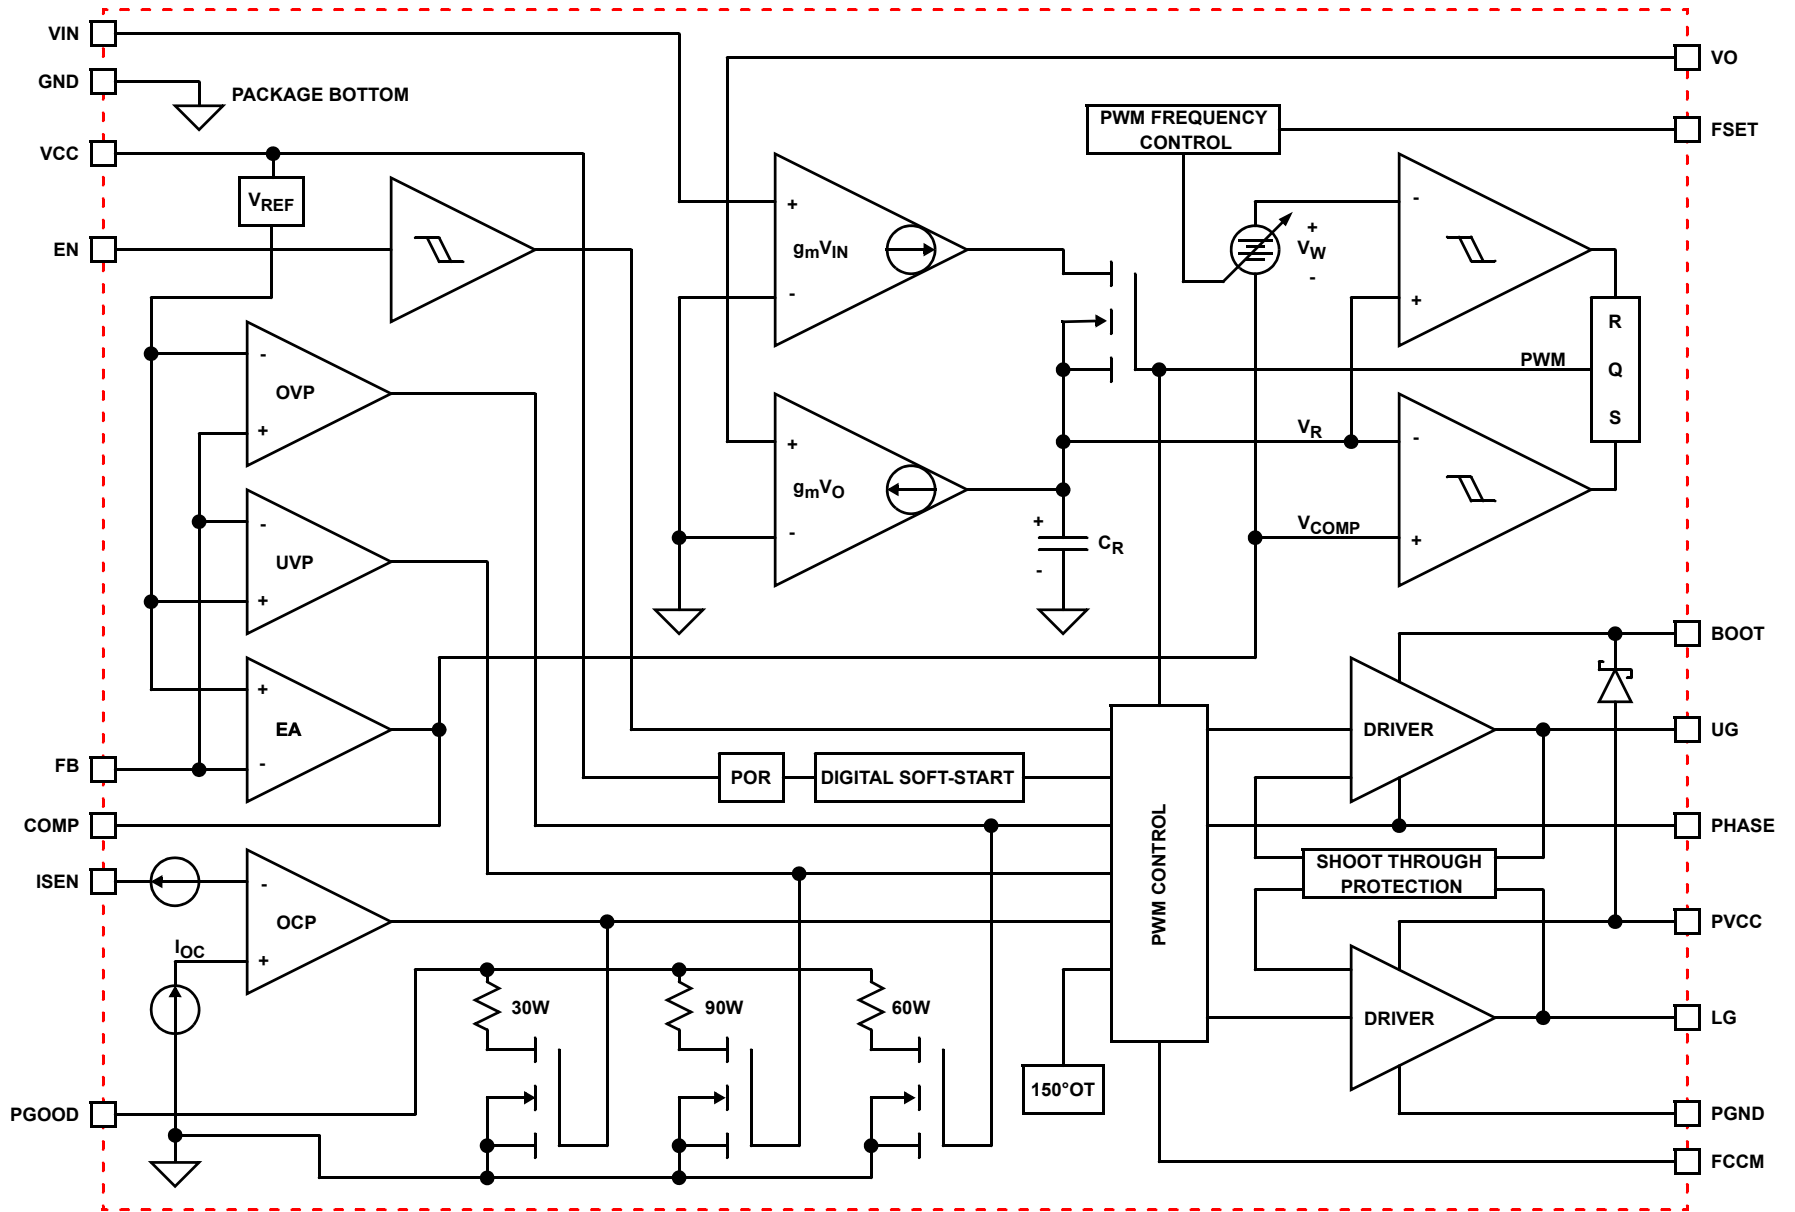 VIN
GND
PACKAGE BOTTOM
VCC
VREF
EN
- OVP +
- UVP +
+ EA -
FB
COMP
ISEN
- OCP +
IOC
PGOOD
+ gmVIN -
+ gmVO -
+ CR -
PWM FREQUENCY
CONTROL
+ VW -
- +
- +
VR
VCOMP
PWM
R
Q
S
POR
DIGITAL SOFT-START
PWM CONTROL
DRIVER
SHOOT THROUGH
PROTECTION
DRIVER
30W
90W
60W
150°OT
VO
FSET
BOOT
UG
PHASE
PVCC
LG
PGND
FCCM